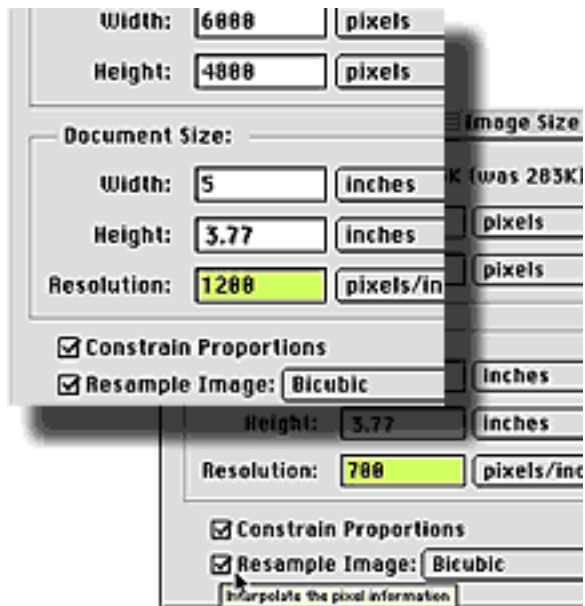 Width: 6000 pixels
Height: pixels
Document Size:
Width: 5 inches
Height: 3.77 inches
Resolution: 1200 pixels/in
Constrain Proportions
Resample Image: Bicubic
Image Size
K (was 283K)
pixels
pixels
inches
Height: 3.77 inches
Resolution: 700 pixels/inc
Constrain Proportions
Resample Image: Bicubic
Interpolate the pixel information